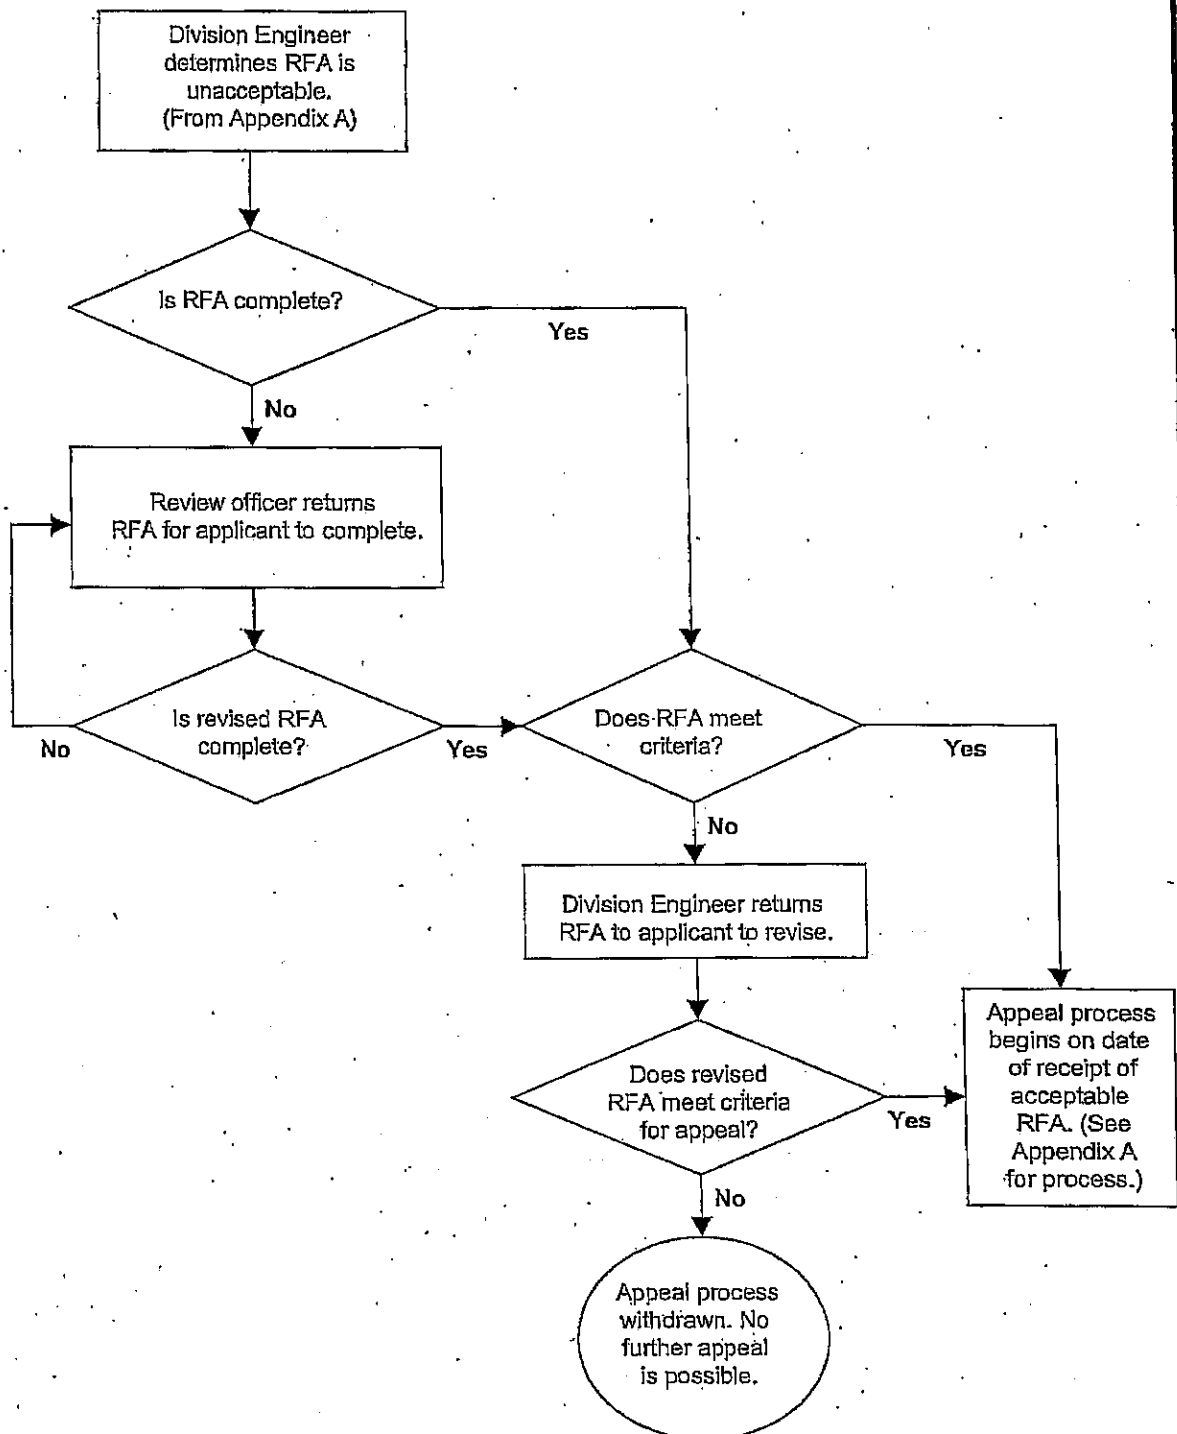 Division Engineer
determines RFA is
unacceptable.
(From Appendix A)
Is RFA complete?
Yes
No
Review officer returns
RFA for applicant to complete.
Is revised RFA
complete?
No
Yes
Does RFA meet
criteria?
Yes
No
Division Engineer returns
RFA to applicant to revise.
Does revised
RFA meet criteria
for appeal?
Yes
No
Appeal process
begins on date
of receipt of
acceptable
RFA. (See
Appendix A
for process.)
Appeal process
withdrawn. No
further appeal
is possible.